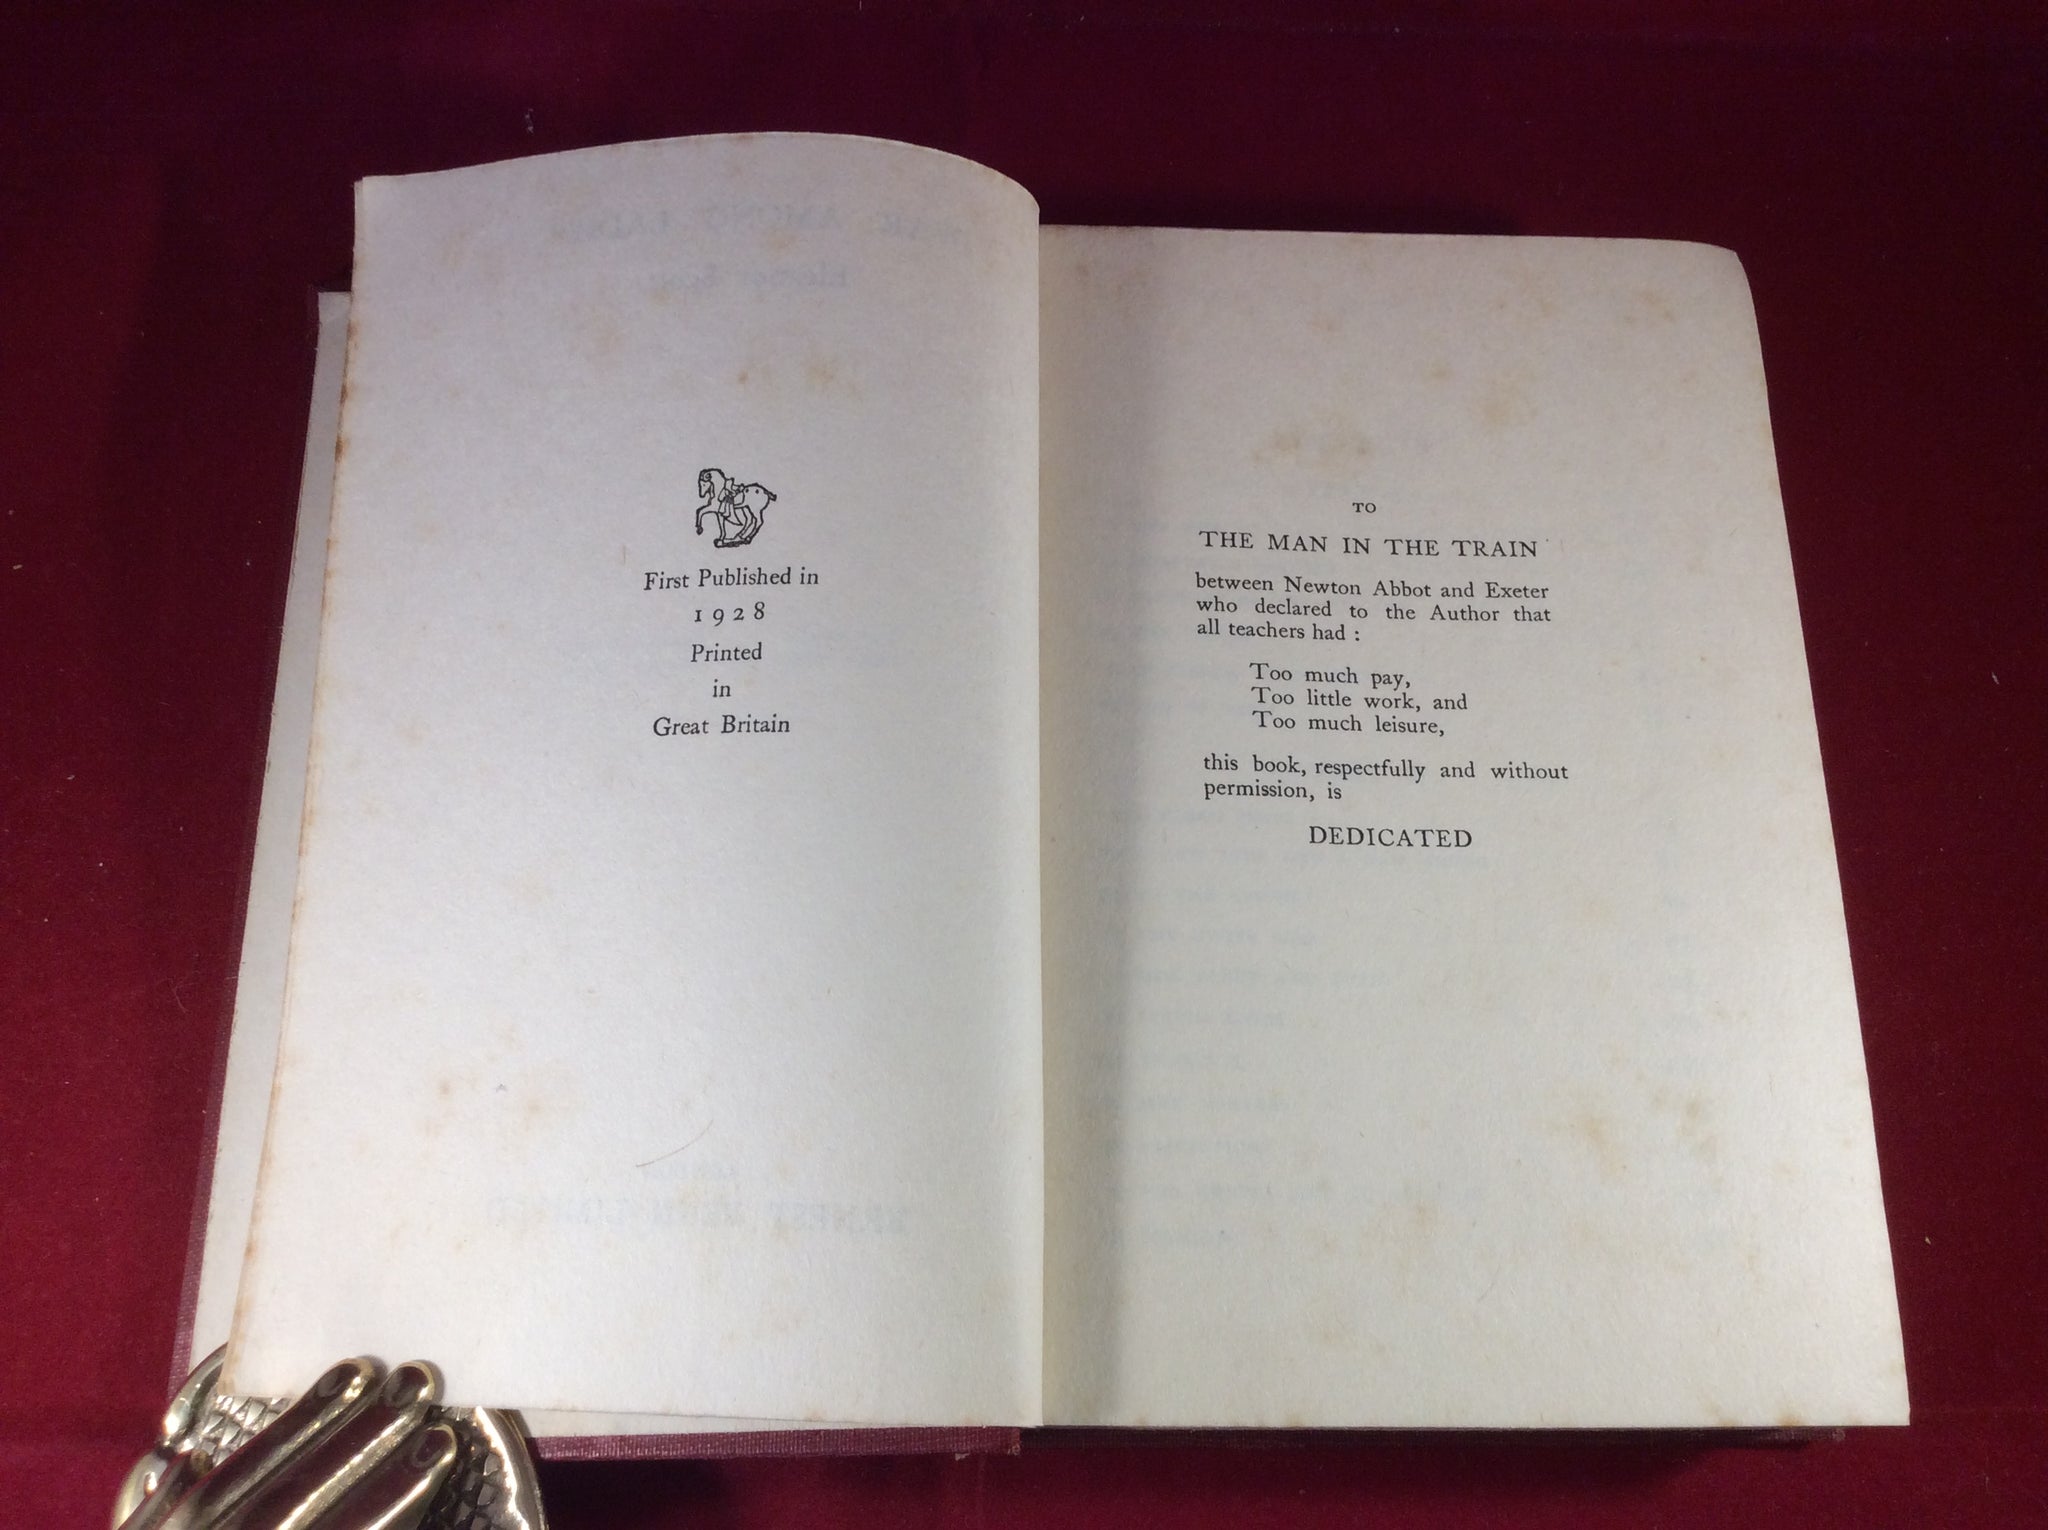 First Published in
1928
Printed
in
Great Britain
TO
THE MAN IN THE TRAIN
between Newton Abbot and Exeter
who declared to the Author that
all teachers had :
Too much pay,
Too little work, and
Too much leisure,
this book, respectfully and without
permission, is
DEDICATED